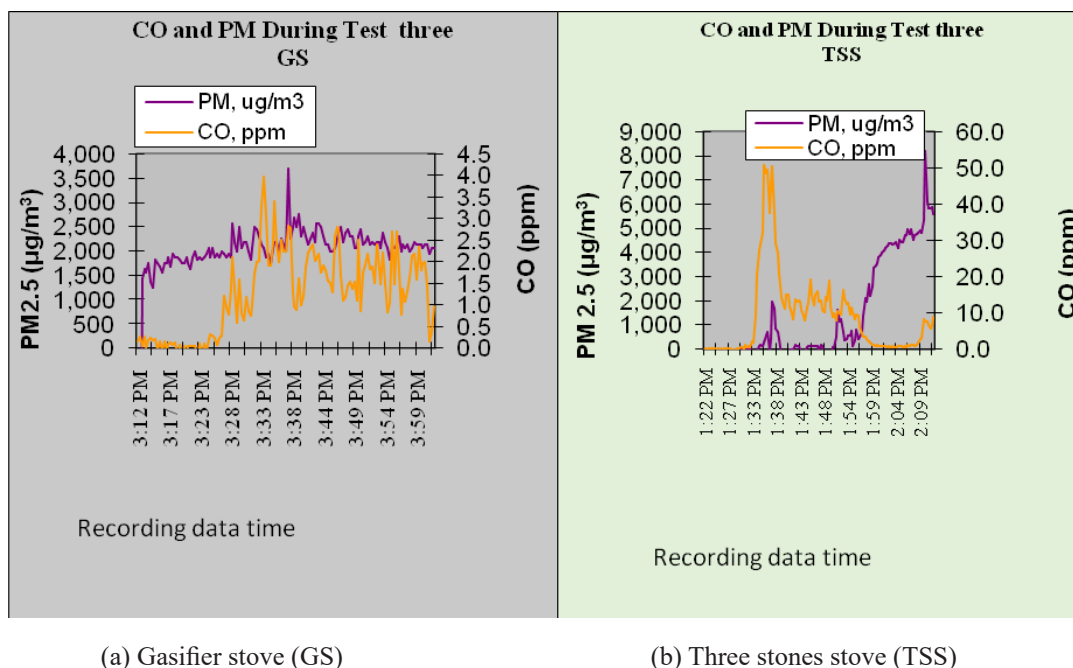 CO and PM During Test three
GS
PM, ug/m3
CO, ppm
4,000
3,500
3,000
2,500
2,000
1,500
1,000
500
0
PM2.5 (µg/m³)
4.5
4.0
3.5
3.0
2.5
2.0
1.5
1.0
0.5
0.0
CO (ppm)
3:12 PM
3:17 PM
3:23 PM
3:28 PM
3:33 PM
3:38 PM
3:44 PM
3:49 PM
3:54 PM
3:59 PM
Recording data time
(a) Gasifier stove (GS)
CO and PM During Test three
TSS
PM, ug/m3
CO, ppm
9,000
8,000
7,000
6,000
5,000
4,000
3,000
2,000
1,000
0
PM 2.5 (µg/m³)
60.0
50.0
40.0
30.0
20.0
10.0
0.0
CO (ppm)
1:22 PM
1:27 PM
1:33 PM
1:38 PM
1:43 PM
1:48 PM
1:54 PM
1:59 PM
2:04 PM
2:09 PM
Recording data time
(b) Three stones stove (TSS)